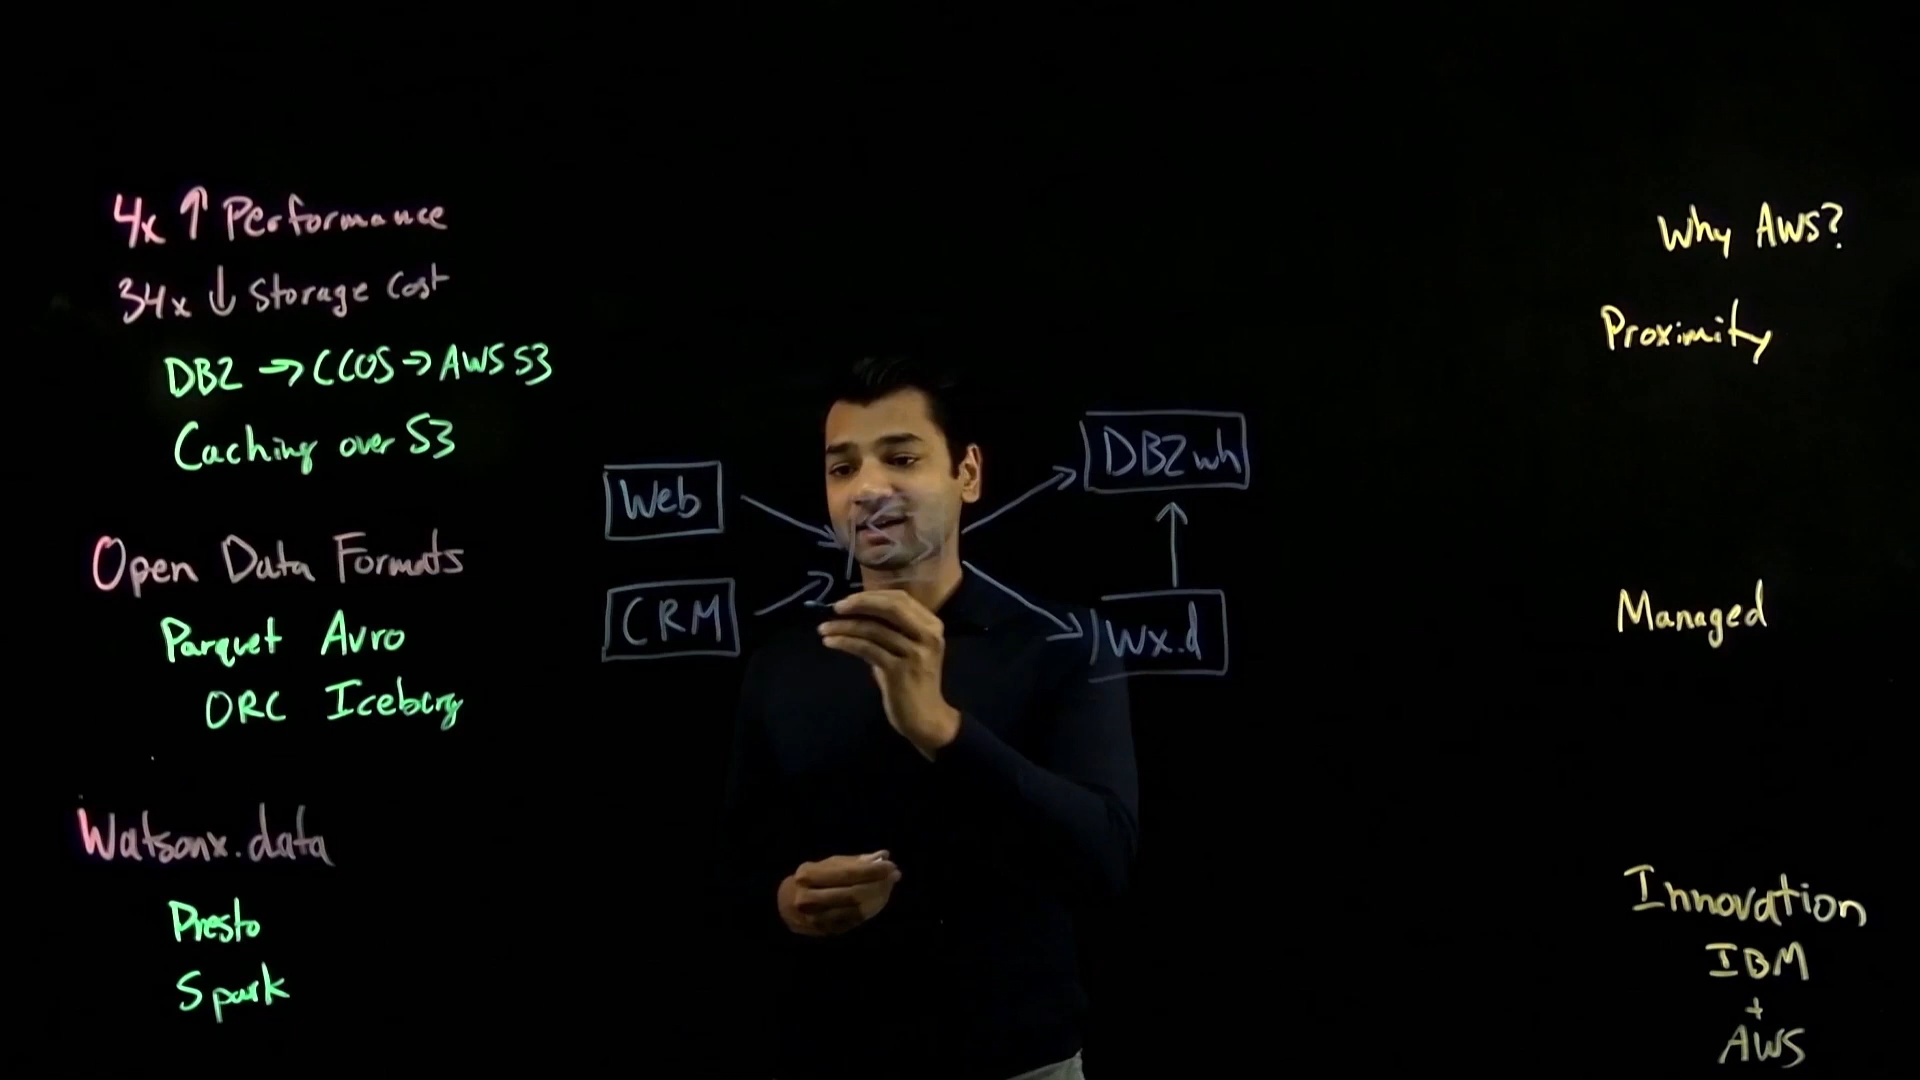 4x ↑ Performance
34x ↓ Storage Cost
DB2 → CCOS → AWS S3
Caching over S3
Open Data Formats
Parquet Avro
ORC Iceberg
Watsonx.data
Presto
Spark
Web
CRM
DB2wh
Wx.d
Why AWS?
Proximity
Managed
Innovation
IBM
+
AWS